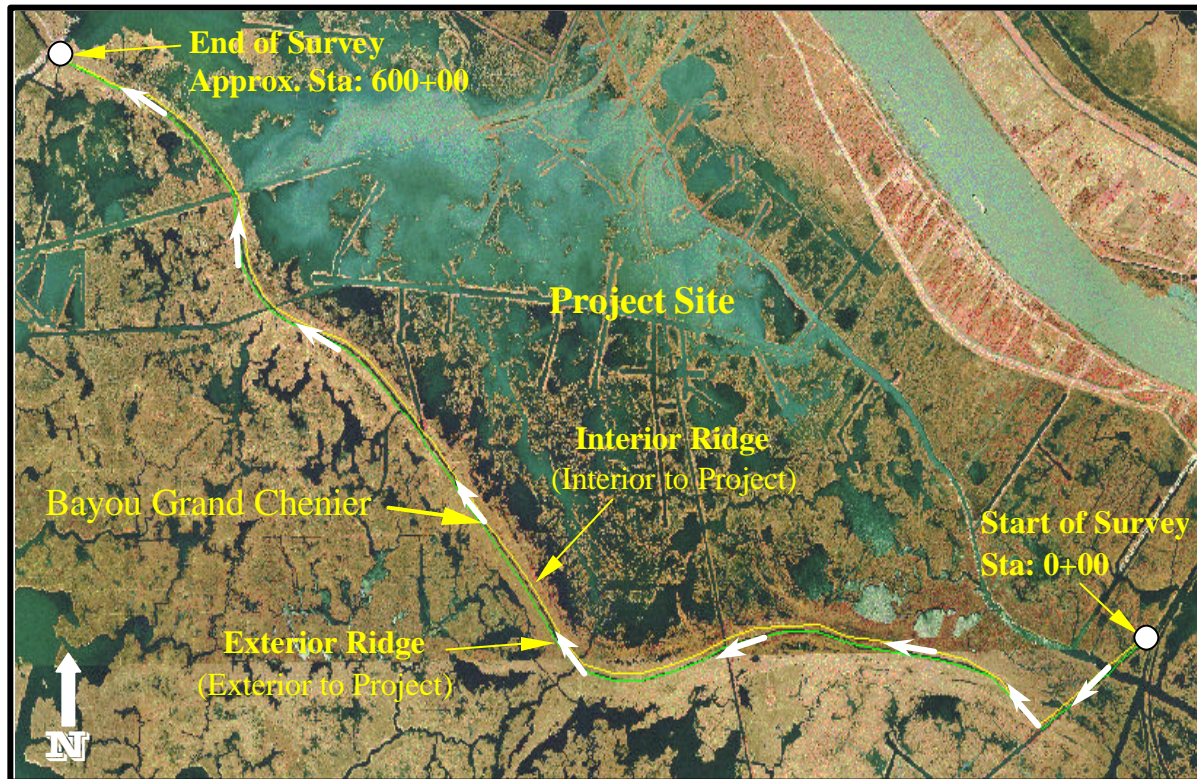 End of Survey
Approx. Sta: 600+00
Project Site
Interior Ridge
(Interior to Project)
Bayou Grand Chenier
Start of Survey
Sta: 0+00
Exterior Ridge
(Exterior to Project)
N